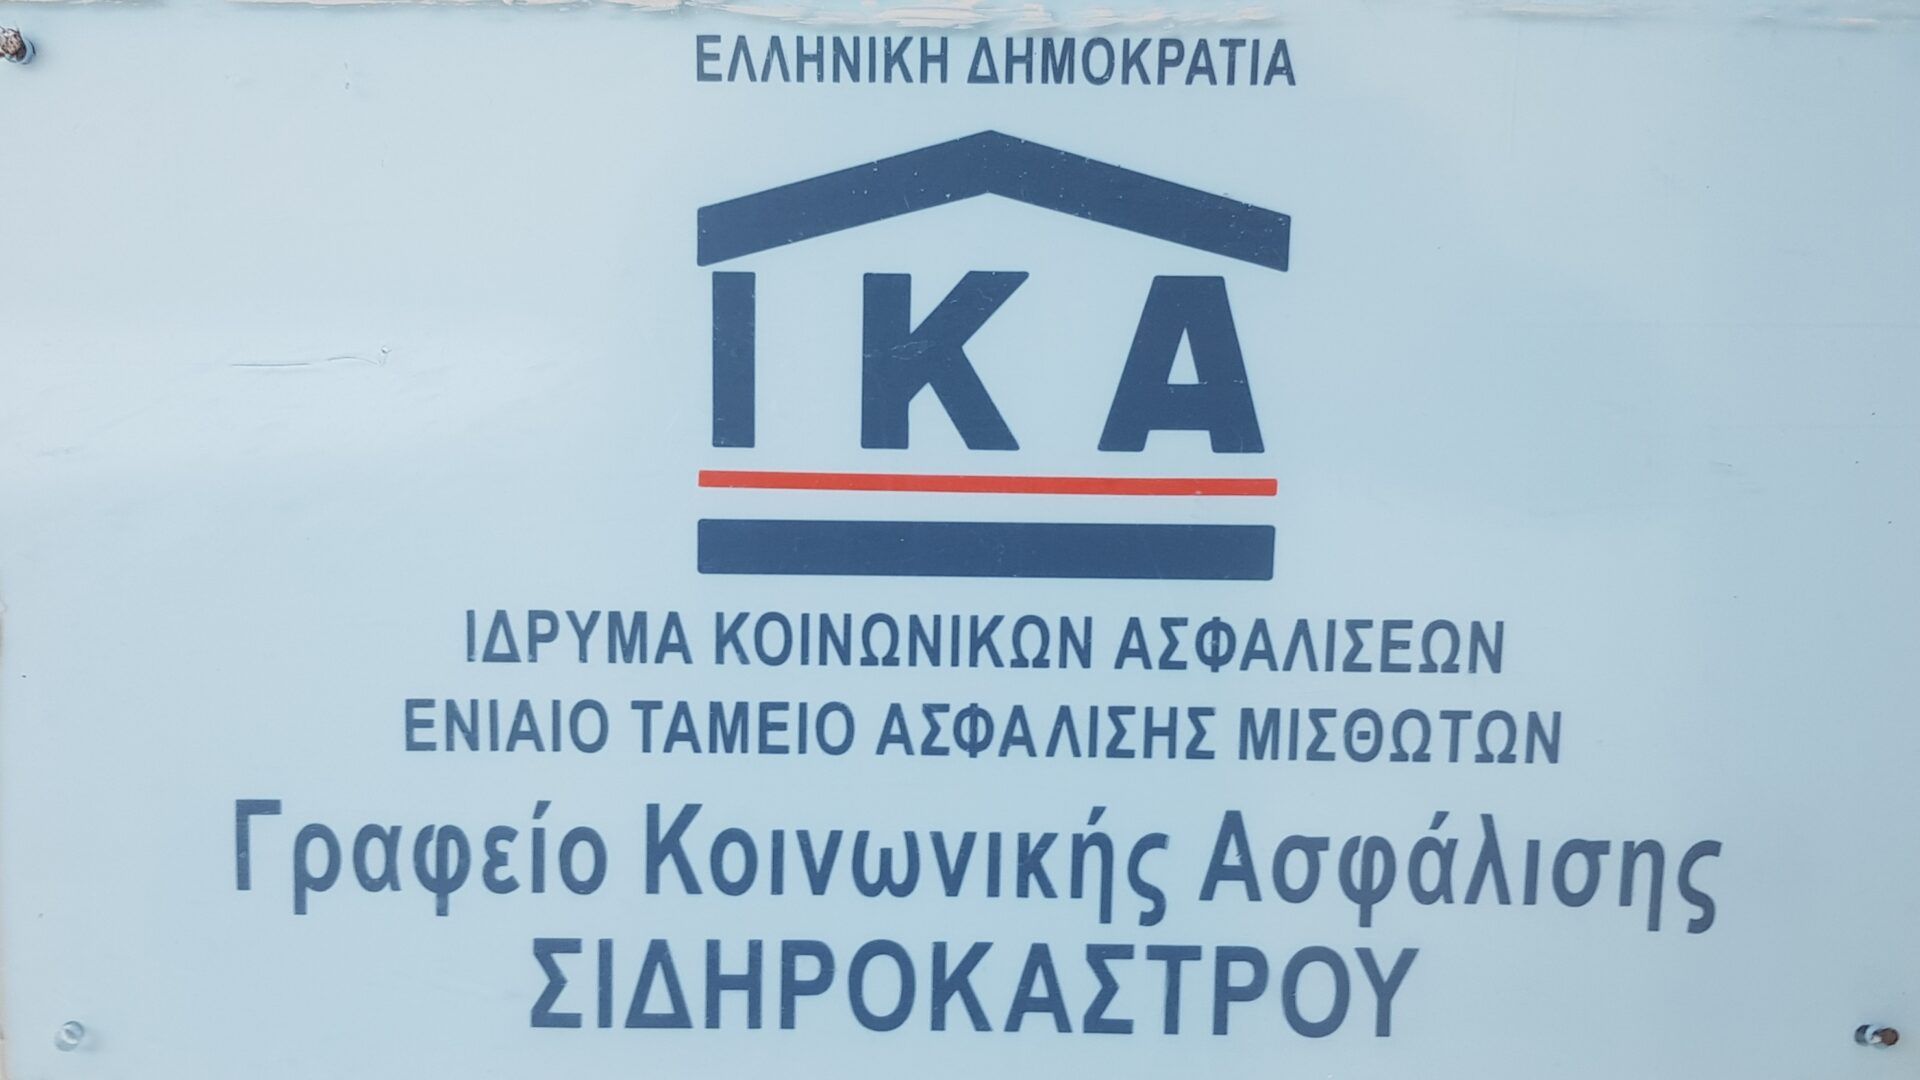 ΕΛΛΗΝΙΚΗ ΔΗΜΟΚΡΑΤΙΑ
ΙΚΑ
ΙΔΡΥΜΑ ΚΟΙΝΩΝΙΚΩΝ ΑΣΦΑΛΙΣΕΩΝ
ΕΝΙΑΙΟ ΤΑΜΕΙΟ ΑΣΦΑΛΙΣΗΣ ΜΙΣΘΩΤΩΝ
Γραφείο Κοινωνικής Ασφάλισης
ΣΙΔΗΡΟΚΑΣΤΡΟΥ